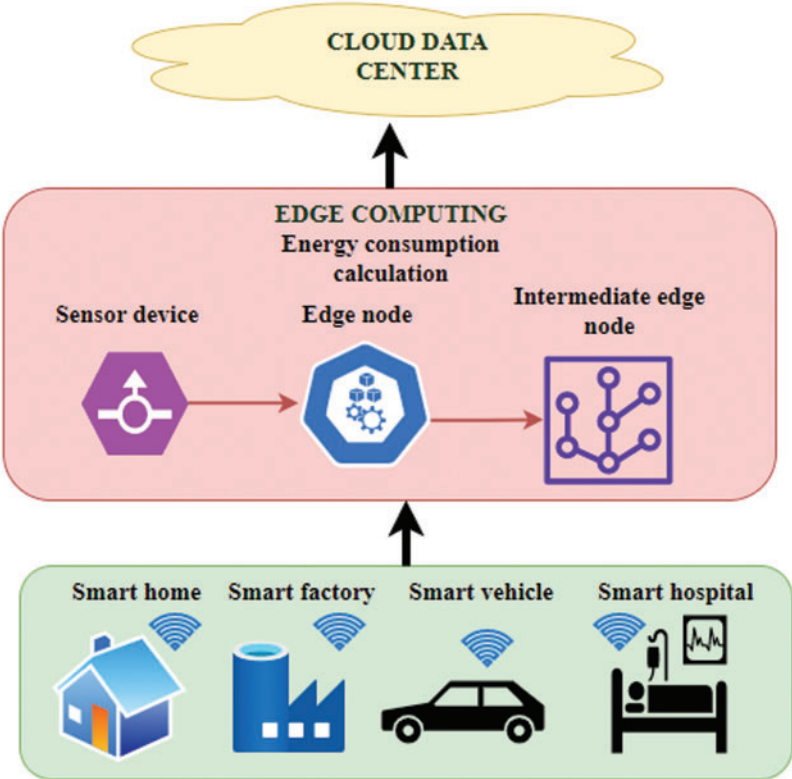 CLOUD DATA
CENTER
EDGE COMPUTING
Energy consumption
calculation
Sensor device
Edge node
Intermediate edge
node
Smart home
Smart factory
Smart vehicle
Smart hospital